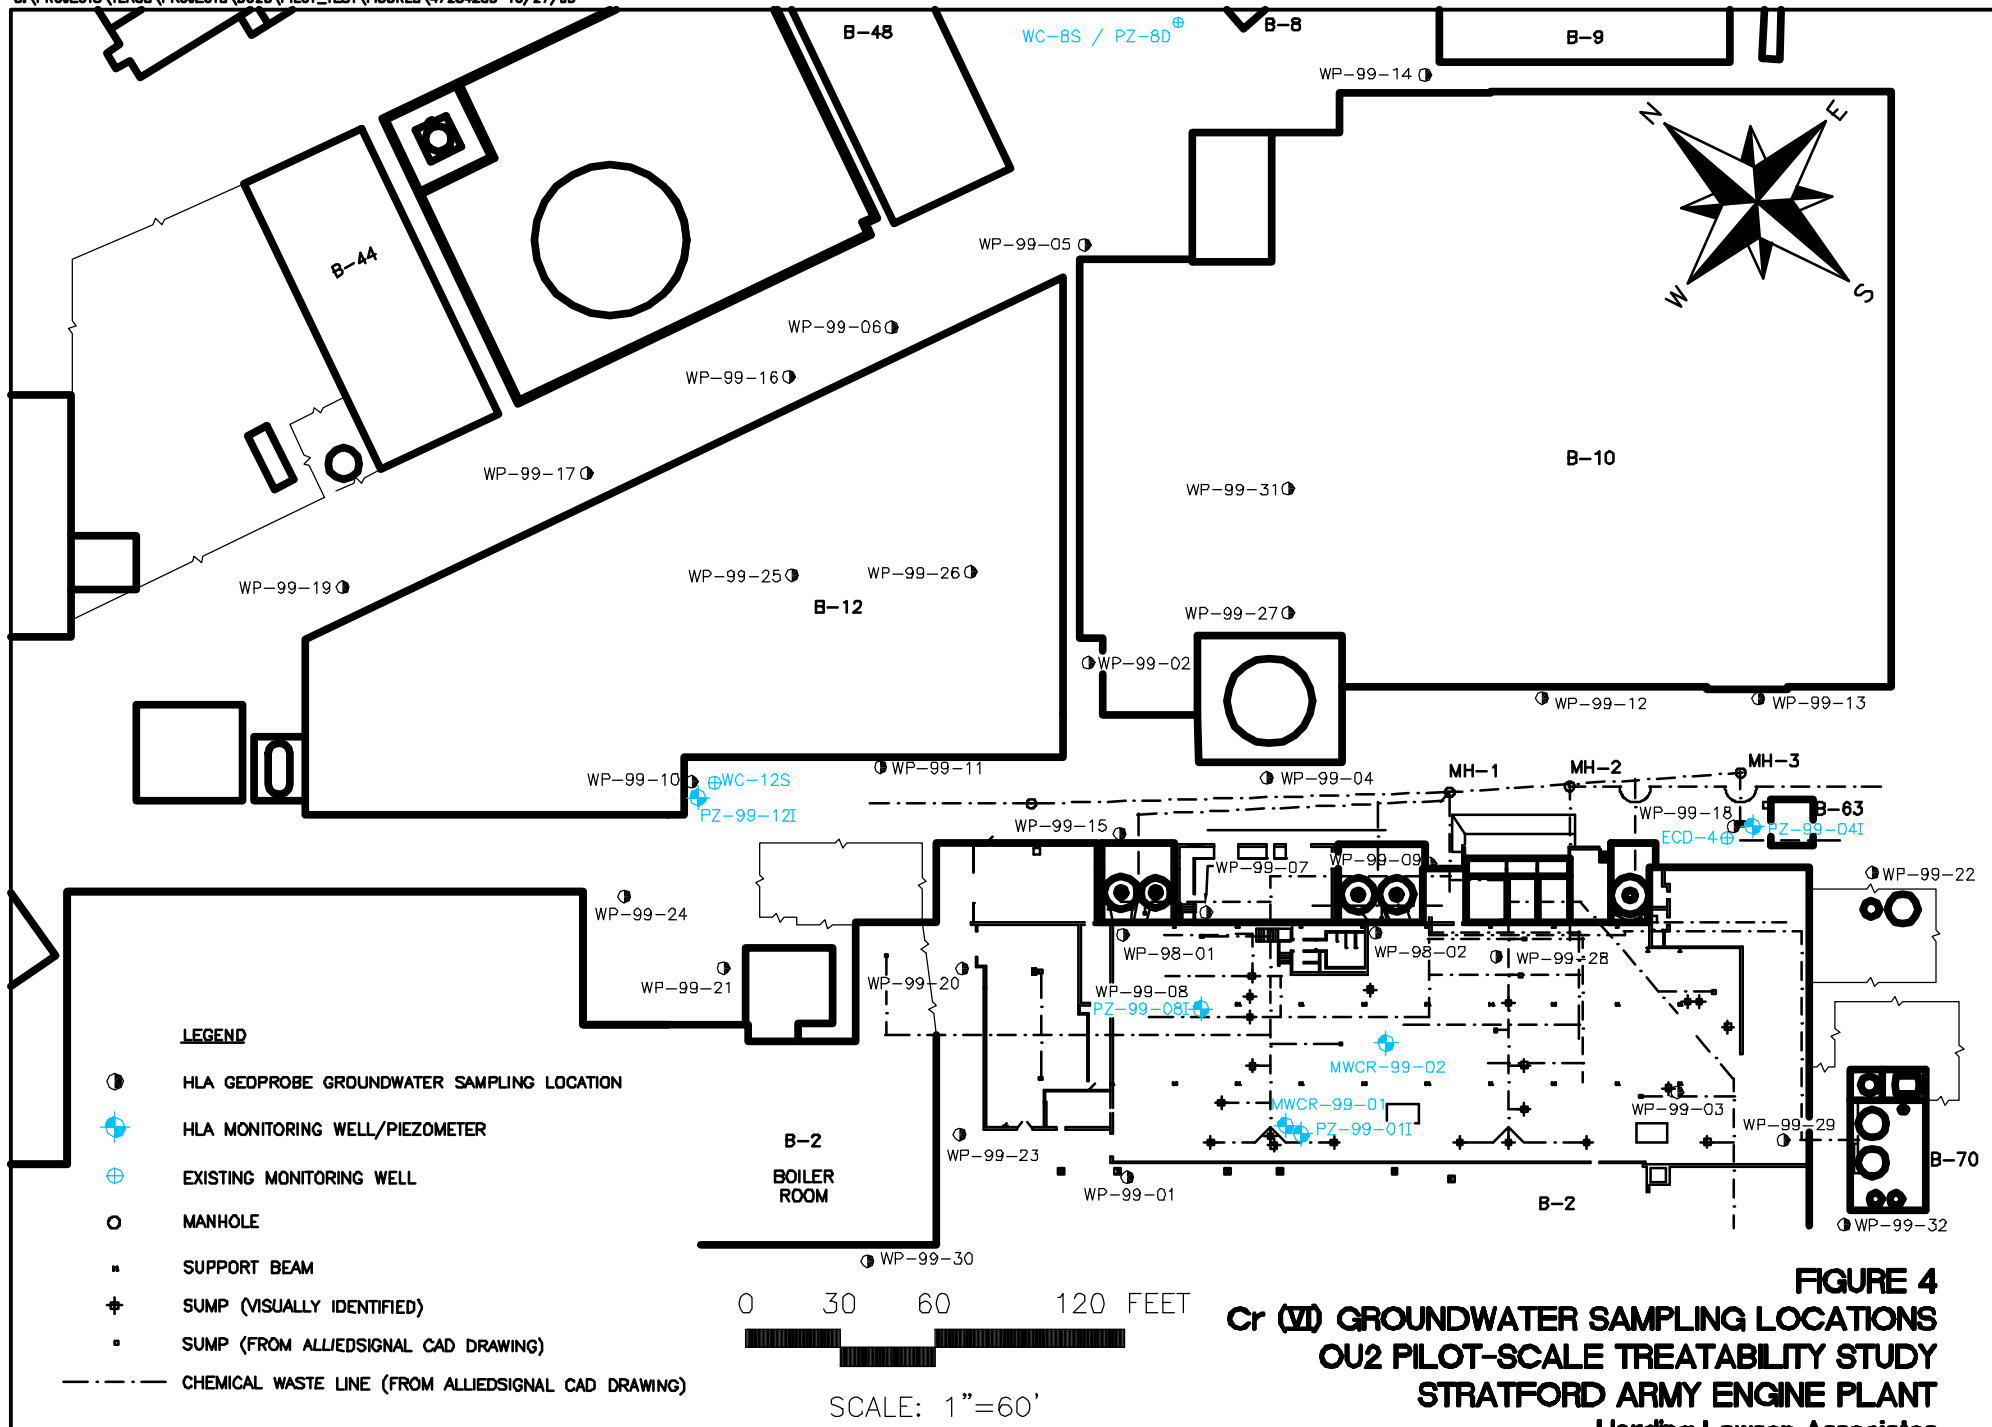 B-48
WC-8S / PZ-8D
B-8
B-9
WP-99-14
N
E
W
S
B-44
WP-99-05
WP-99-06
WP-99-16
B-10
WP-99-17
WP-99-31
WP-99-19
WP-99-25
WP-99-26
B-12
WP-99-27
WP-99-02
WP-99-12
WP-99-13
WP-99-10
WC-12S
WP-99-11
WP-99-04
MH-1
MH-2
MH-3
PZ-99-12I
WP-99-15
WP-99-18
B-63
ECD-4
PZ-99-04I
WP-99-07
WP-99-09
WP-99-22
WP-99-24
WP-98-01
WP-98-02
WP-99-28
WP-99-21
WP-99-20
WP-99-08
PZ-99-08I
MWCR-99-02
MWCR-99-01
PZ-99-01I
WP-99-03
WP-99-29
B-2
BOILER
ROOM
WP-99-23
WP-99-01
B-2
B-70
WP-99-32
WP-99-30
LEGEND
HLA GEOPROBE GROUNDWATER SAMPLING LOCATION
HLA MONITORING WELL/PIEZOMETER
EXISTING MONITORING WELL
MANHOLE
SUPPORT BEAM
SUMP (VISUALLY IDENTIFIED)
SUMP (FROM ALLIEDSIGNAL CAD DRAWING)
CHEMICAL WASTE LINE (FROM ALLIEDSIGNAL CAD DRAWING)
0 30 60 120 FEET
SCALE: 1"=60'
FIGURE 4
Cr (VI) GROUNDWATER SAMPLING LOCATIONS
OU2 PILOT-SCALE TREATABILITY STUDY
STRATFORD ARMY ENGINE PLANT
Harding Lawson Associates